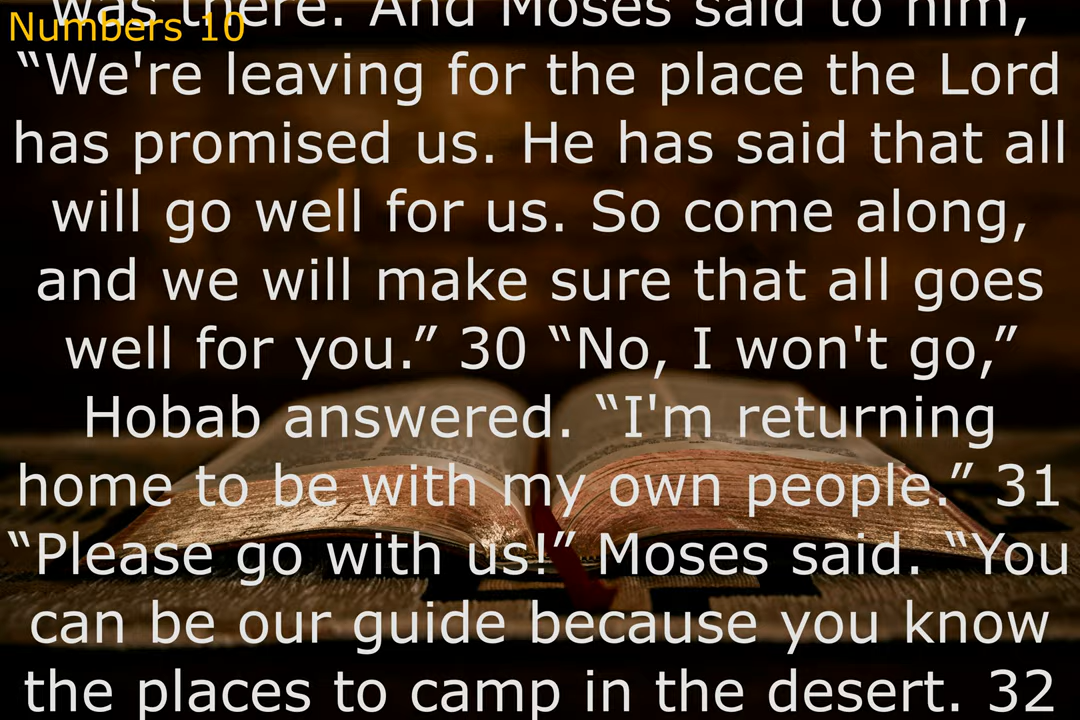 was there. And Moses said to him,
Numbers 10
“We're leaving for the place the Lord
has promised us. He has said that all
will go well for us. So come along,
and we will make sure that all goes
well for you.” 30 “No, I won't go,”
Hobab answered. “I'm returning
home to be with my own people.” 31
“Please go with us!” Moses said. “You
can be our guide because you know
the places to camp in the desert. 32